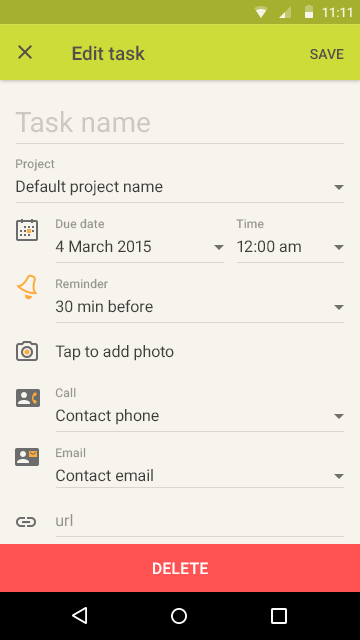 11:11
Edit task
SAVE
Task name
Project
Default project name
Due date
Time
4 March 2015
12:00 am
Reminder
30 min before
Tap to add photo
Call
Contact phone
Email
Contact email
url
DELETE